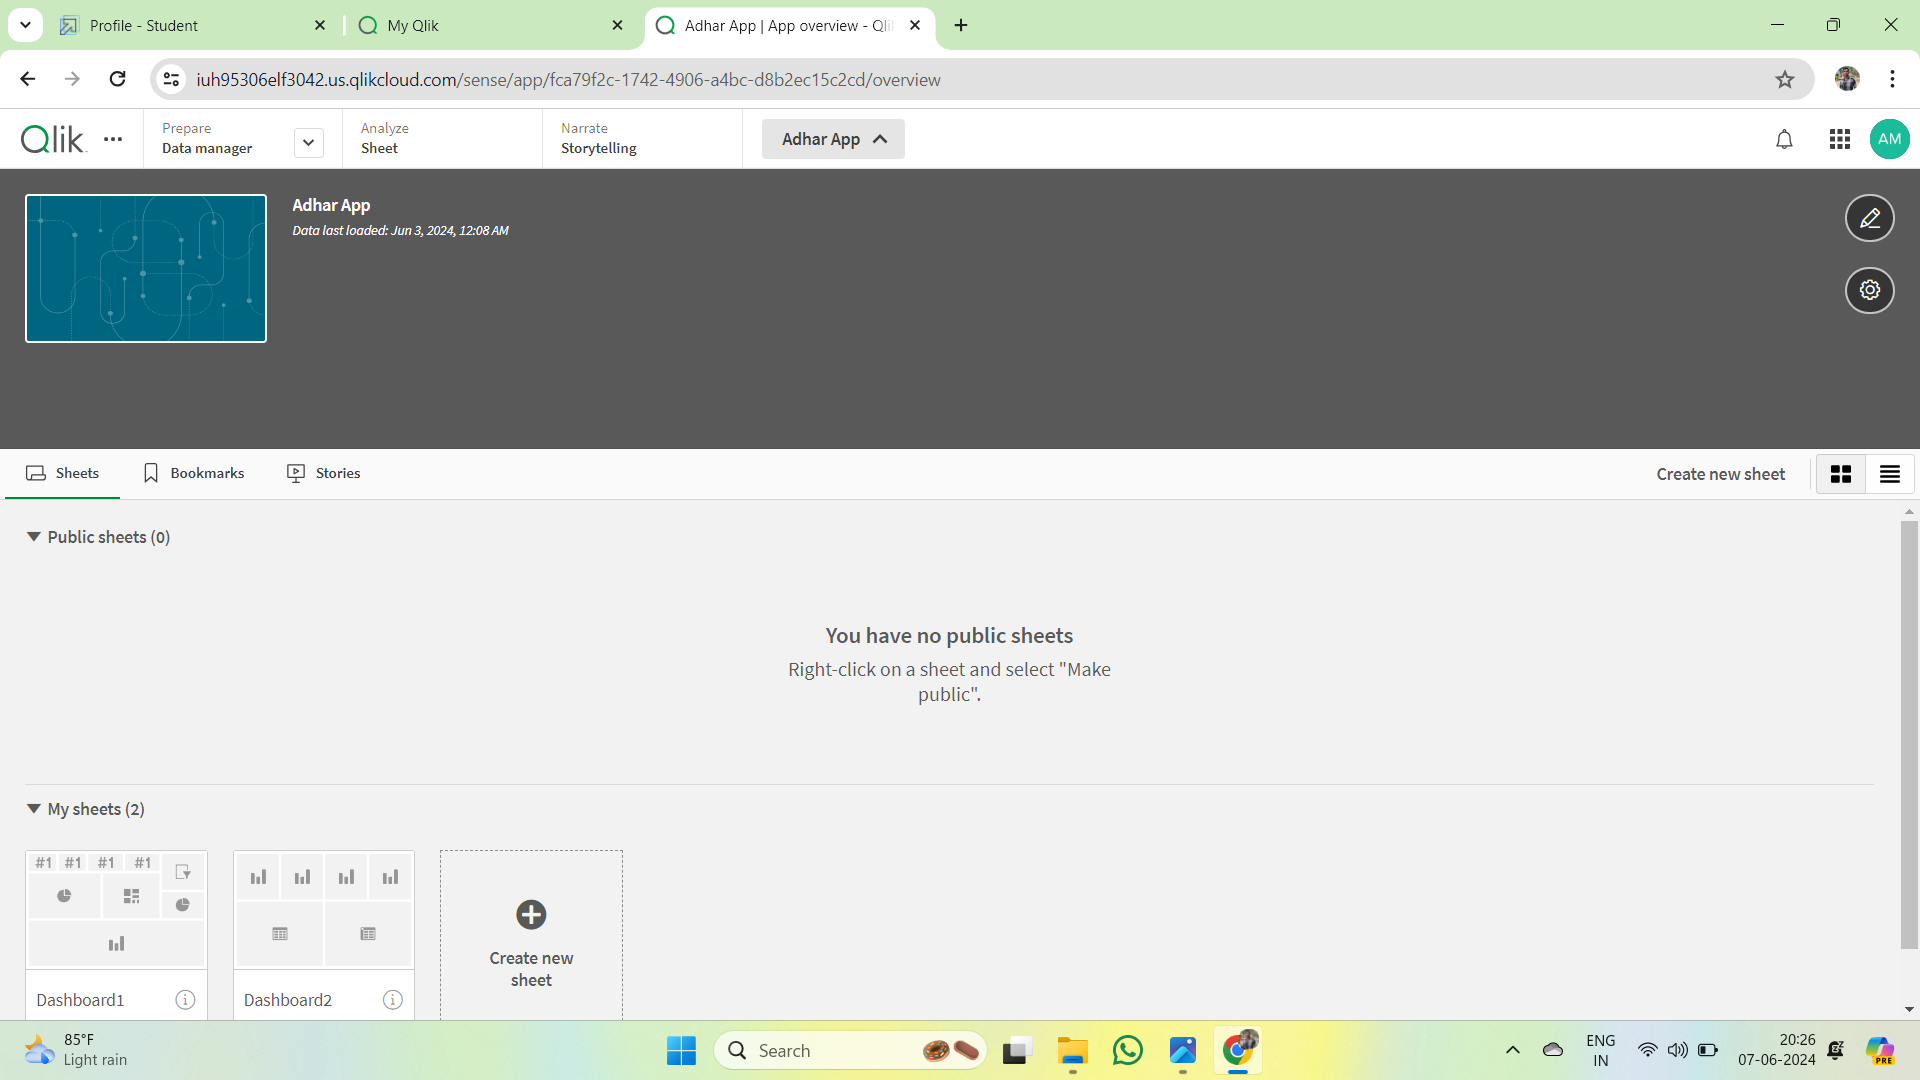 Profile - Student
My Qlik
Adhar App | App overview - Qli
iuh95306elf3042.us.qlikcloud.com/sense/app/fca79f2c-1742-4906-a4bc-d8b2ec15c2cd/overview
Qlik
Prepare
Data manager
Analyze
Sheet
Narrate
Storytelling
Adhar App
AM
Adhar App
Data last loaded: Jun 3, 2024, 12:08 AM
Sheets
Bookmarks
Stories
Create new sheet
Public sheets (0)
You have no public sheets
Right-click on a sheet and select "Make
public".
My sheets (2)
#1 #1 #1 #1
Dashboard1
Dashboard2
Create new
sheet
85°F
Light rain
Search
ENG
IN
20:26
07-06-2024
PRE